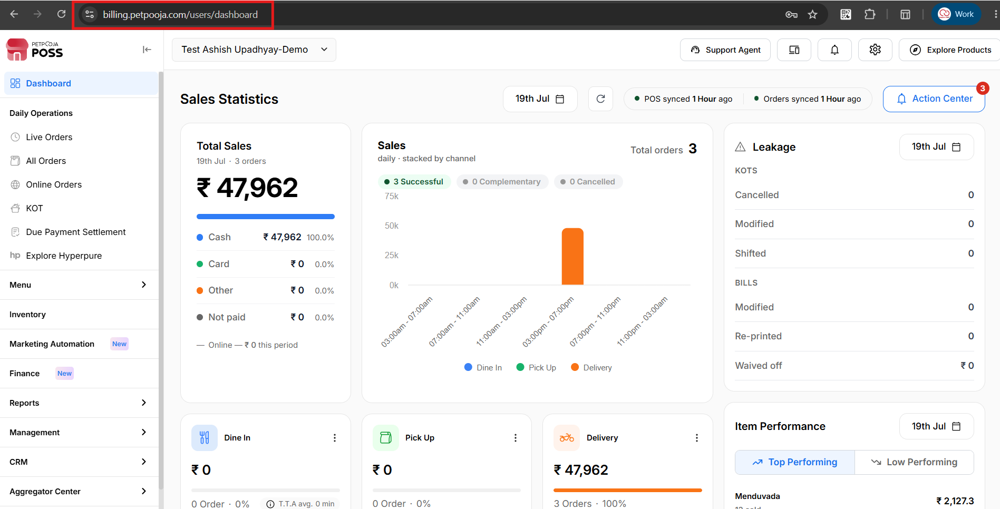 billing.petpooja.com/users/dashboard
Work
PETPOOJA
POSS
Test Ashish Upadhyay-Demo
Support Agent
Explore Products
Dashboard
Daily Operations
Live Orders
All Orders
Online Orders
KOT
Due Payment Settlement
hp Explore Hyperpure
Menu
Inventory
Marketing Automation New
Finance New
Reports
Management
CRM
Aggregator Center
Sales Statistics
19th Jul
POS synced 1 Hour ago
Orders synced 1 Hour ago
Action Center
3
Total Sales
19th Jul · 3 orders
₹ 47,962
Cash ₹ 47,962 100.0%
Card ₹ 0 0.0%
Other ₹ 0 0.0%
Not paid ₹ 0 0.0%
— Online — ₹ 0 this period
Sales
daily · stacked by channel
Total orders 3
3 Successful
0 Complementary
0 Cancelled
75k
50k
25k
0k
03:00am - 07:00am
07:00am - 11:00am
11:00am - 03:00pm
03:00pm - 07:00pm
07:00pm - 11:00pm
11:00pm - 03:00am
Dine In
Pick Up
Delivery
Leakage
19th Jul
KOTS
Cancelled 0
Modified 0
Shifted 0
BILLS
Modified 0
Re-printed 0
Waived off ₹ 0
Dine In
₹ 0
0 Order · 0%
T.T.A avg. 0 min
Pick Up
₹ 0
0 Order · 0%
Delivery
₹ 47,962
3 Orders · 100%
Item Performance
19th Jul
Top Performing
Low Performing
Menduvada
₹ 2,127.3